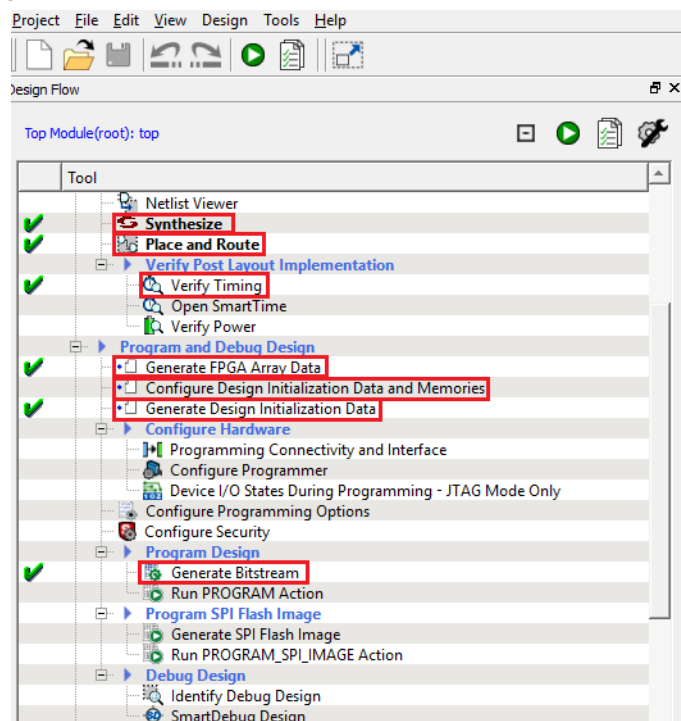 Project File Edit View Design Tools Help
Design Flow
Top Module(root): top
Tool
Netlist Viewer
Synthesize
Place and Route
Verify Post Layout Implementation
Verify Timing
Open SmartTime
Verify Power
Program and Debug Design
Generate FPGA Array Data
Configure Design Initialization Data and Memories
Generate Design Initialization Data
Configure Hardware
Programming Connectivity and Interface
Configure Programmer
Device I/O States During Programming - JTAG Mode Only
Configure Programming Options
Configure Security
Program Design
Generate Bitstream
Run PROGRAM Action
Program SPI Flash Image
Generate SPI Flash Image
Run PROGRAM_SPI_IMAGE Action
Debug Design
Identify Debug Design
SmartDebug Design